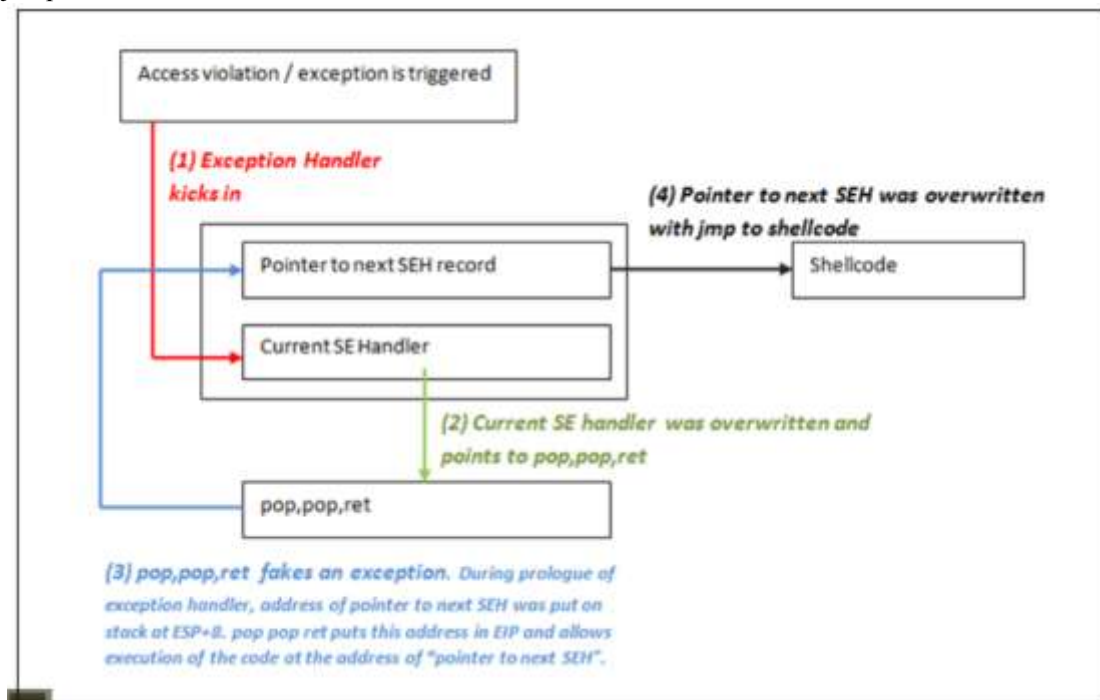 Access violation / exception is triggered
(1) Exception Handler
kicks in
(4) Pointer to next SEH was overwritten
with jmp to shellcode
Pointer to next SEH record
Shellcode
Current SE Handler
(2) Current SE handler was overwritten and
points to pop,pop,ret
pop,pop,ret
(3) pop,pop,ret fakes an exception. During prologue of
exception handler, address of pointer to next SEH was put on
stack at ESP+8. pop pop ret puts this address in EIP and allows
execution of the code at the address of "pointer to next SEH".